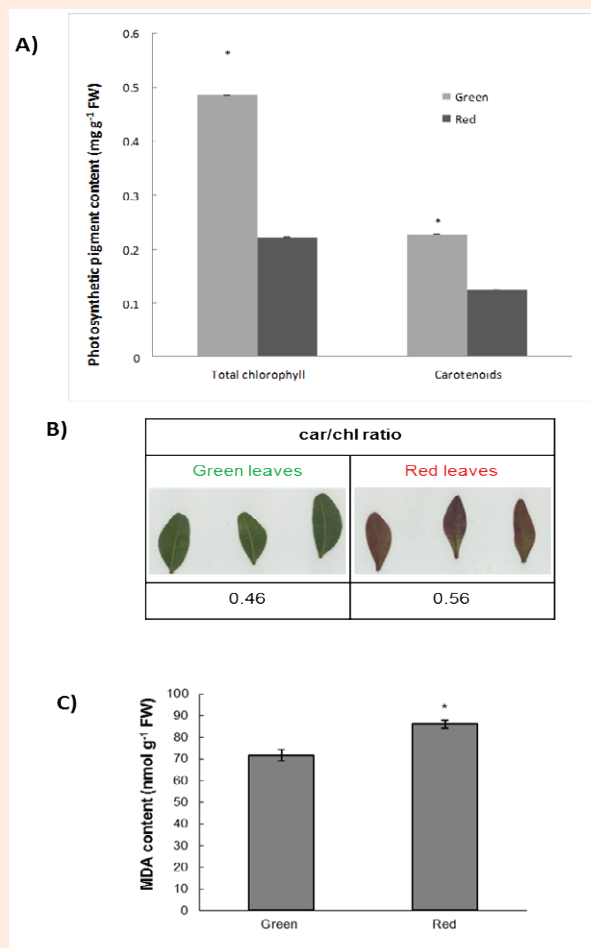 A)
Photosynthetic pigment content (mg g⁻¹ FW)
0.6
0.5
0.4
0.3
0.2
0.1
0
*
*
Green
Red
Total chlorophyll
Carotenoids
B)
car/chl ratio
Green leaves Red leaves
0.46 0.56
C)
MDA content (nmol g⁻¹ FW)
100
90
80
70
60
50
40
30
20
10
0
*
Green Red